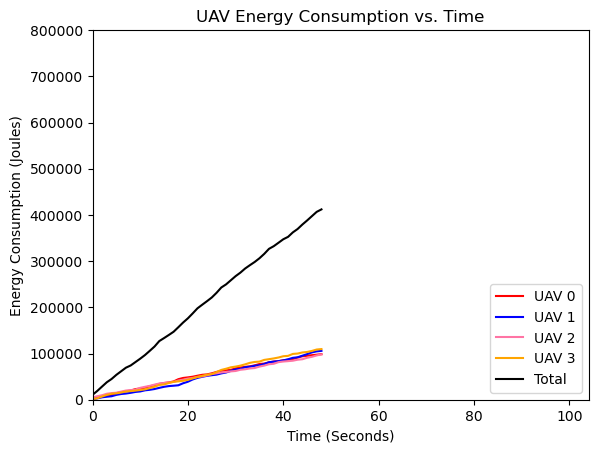 UAV Energy Consumption vs. Time
800000
700000
600000
500000
400000
300000
200000
100000
0
Energy Consumption (Joules)
0 20 40 60 80 100
Time (Seconds)
UAV 0
UAV 1
UAV 2
UAV 3
Total